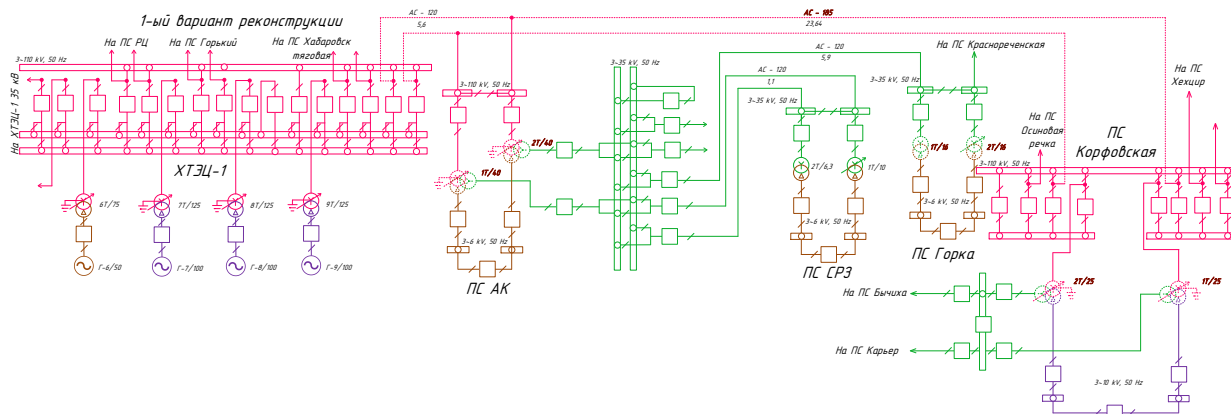 1-ый вариант реконструкции
АС - 120
5,6
АС - 185
23,64
На ПС РЦ
На ПС Горький
На ПС Хабаровск
тяговая
3~110 kV, 50 Hz
На ХТЭЦ-1 35 кВ
ХТЭЦ-1
6Т/75
7Т/125
8Т/125
9Т/125
Г-6/50
Г-7/100
Г-8/100
Г-9/100
3~110 kV, 50 Hz
2Т/40
1Т/40
3~6 kV, 50 Hz
ПС АК
3~35 kV, 50 Hz
АС - 120
5,9
АС - 120
1,1
3~35 kV, 50 Hz
2Т/6,3
1Т/10
3~6 kV, 50 Hz
ПС СРЗ
На ПС Краснореченская
3~35 kV, 50 Hz
1Т/16
2Т/16
3~6 kV, 50 Hz
ПС Горка
3~110 kV, 50 Hz
На ПС
Осиновая
речка
ПС
Корфовская
На ПС
Хехцир
На ПС Бычиха
На ПС Карьер
2Т/25
1Т/25
3~10 kV, 50 Hz